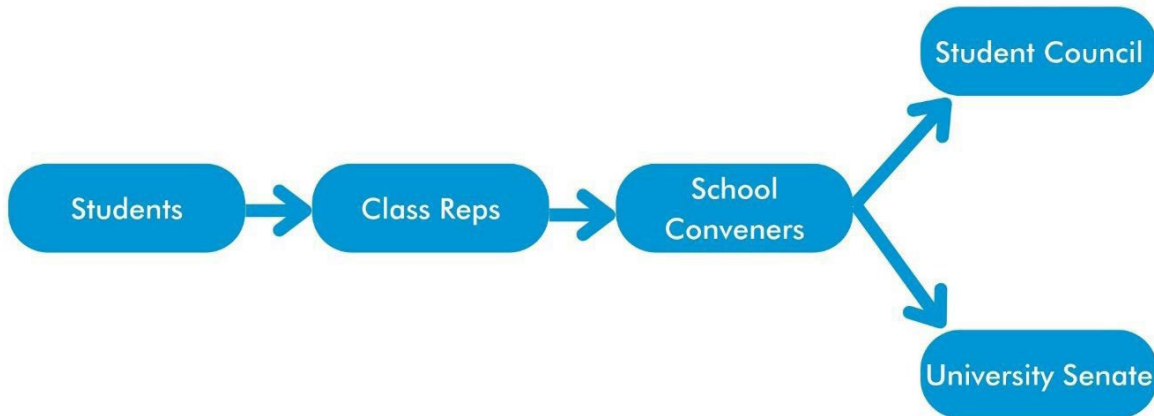 Student Council
Students
Class Reps
School
Conveners
University Senate